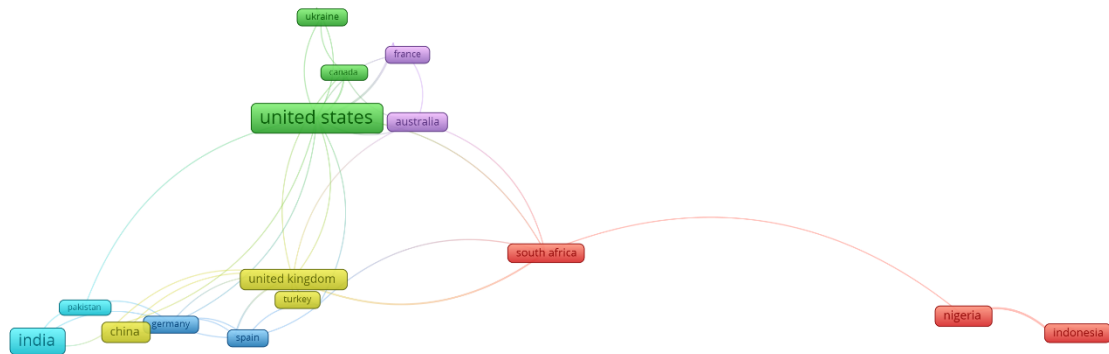 ukraine
france
canada
united states
australia
south africa
united kingdom
turkey
pakistan
nigeria
germany
china
indonesia
spain
india